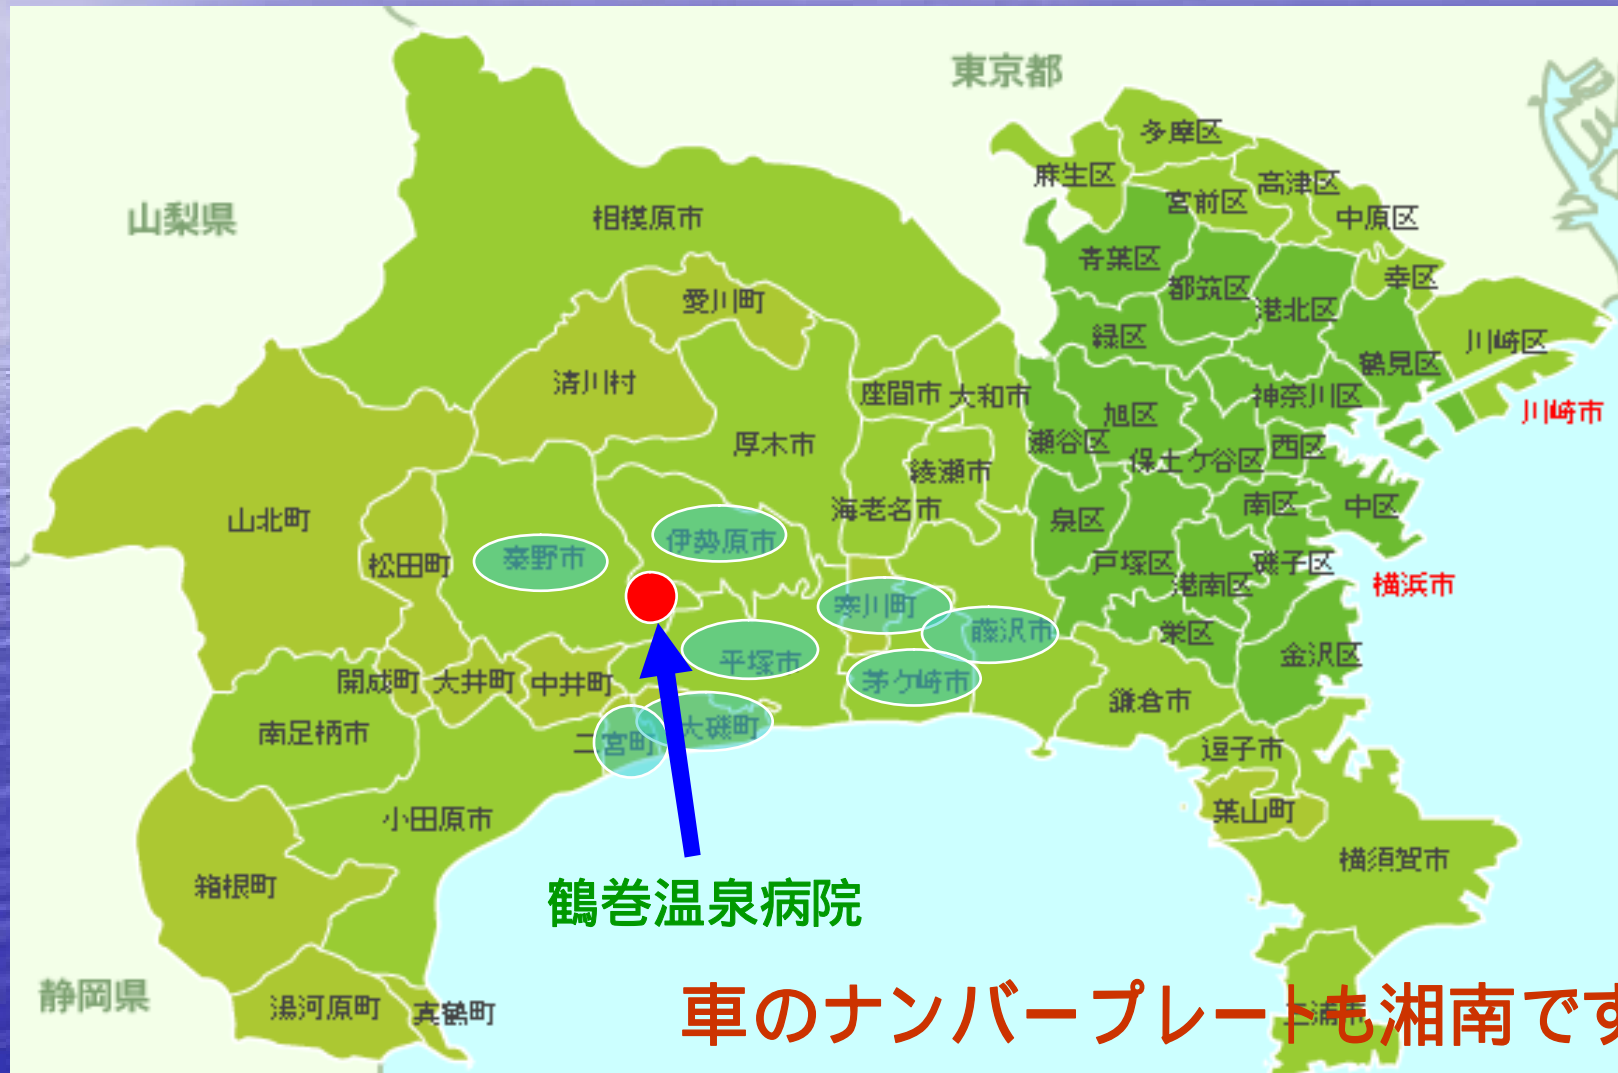 東京都
多摩区
麻生区
高津区
宮前区
中原区
山梨県
相模原市
青葉区
幸区
都筑区
愛川町
港北区
緑区
川崎区
鶴見区
清川村
座間市
大和市
神奈川区
川崎市
旭区
瀬谷区
厚木市
西区
保土ケ谷区
綾瀬市
南区
中区
海老名市
山北町
泉区
伊勢原市
秦野市
松田町
戸塚区
磯子区
港南区
横浜市
寒川町
藤沢市
栄区
金沢区
平塚市
開成町
大井町
中井町
茅ケ崎市
鎌倉市
大磯町
南足柄市
二宮町
逗子市
葉山町
小田原市
横須賀市
箱根町
鶴巻温泉病院
静岡県
湯河原町
真鶴町
三浦市
車のナンバープレートも湘南です